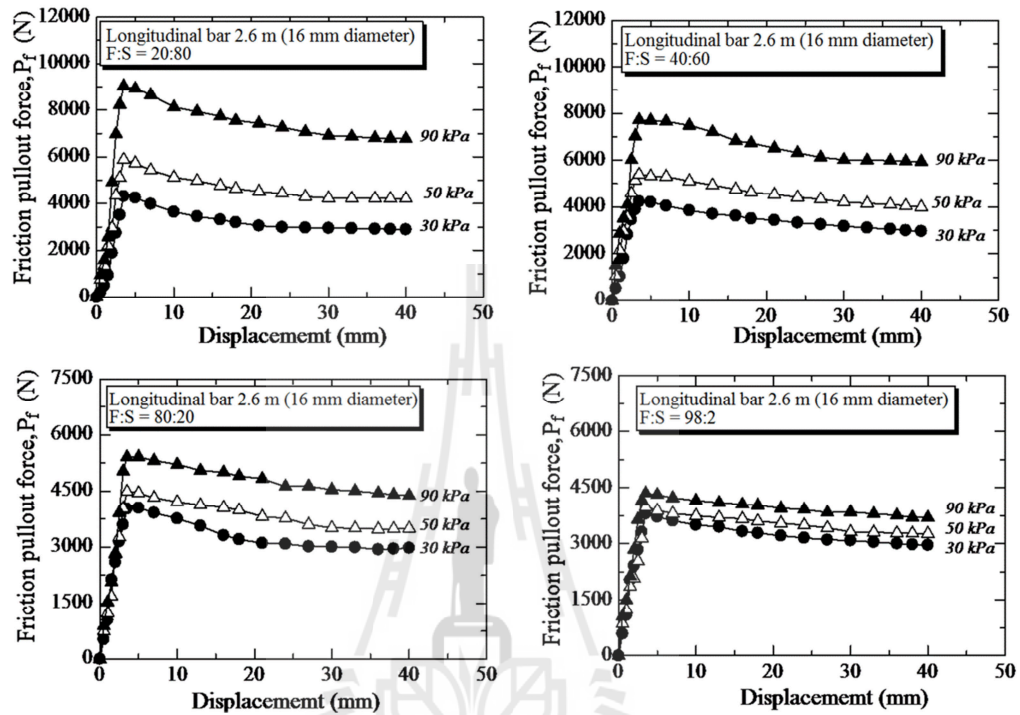 12000
10000
8000
6000
4000
2000
0
Friction pullout force, P_f (N)
Longitudinal bar 2.6 m (16 mm diameter)
F:S = 20:80
90 kPa
50 kPa
30 kPa
0 10 20 30 40 50
Displacememt (mm)
12000
10000
8000
6000
4000
2000
0
Friction pullout force, P_f (N)
Longitudinal bar 2.6 m (16 mm diameter)
F:S = 40:60
90 kPa
50 kPa
30 kPa
0 10 20 30 40 50
Displacememt (mm)
7500
6000
4500
3000
1500
0
Friction pullout force, P_f (N)
Longitudinal bar 2.6 m (16 mm diameter)
F:S = 80:20
90 kPa
50 kPa
30 kPa
0 10 20 30 40 50
Displacememt (mm)
7500
6000
4500
3000
1500
0
Friction pullout force, P_f (N)
Longitudinal bar 2.6 m (16 mm diameter)
F:S = 98:2
90 kPa
50 kPa
30 kPa
0 10 20 30 40 50
Displacememt (mm)